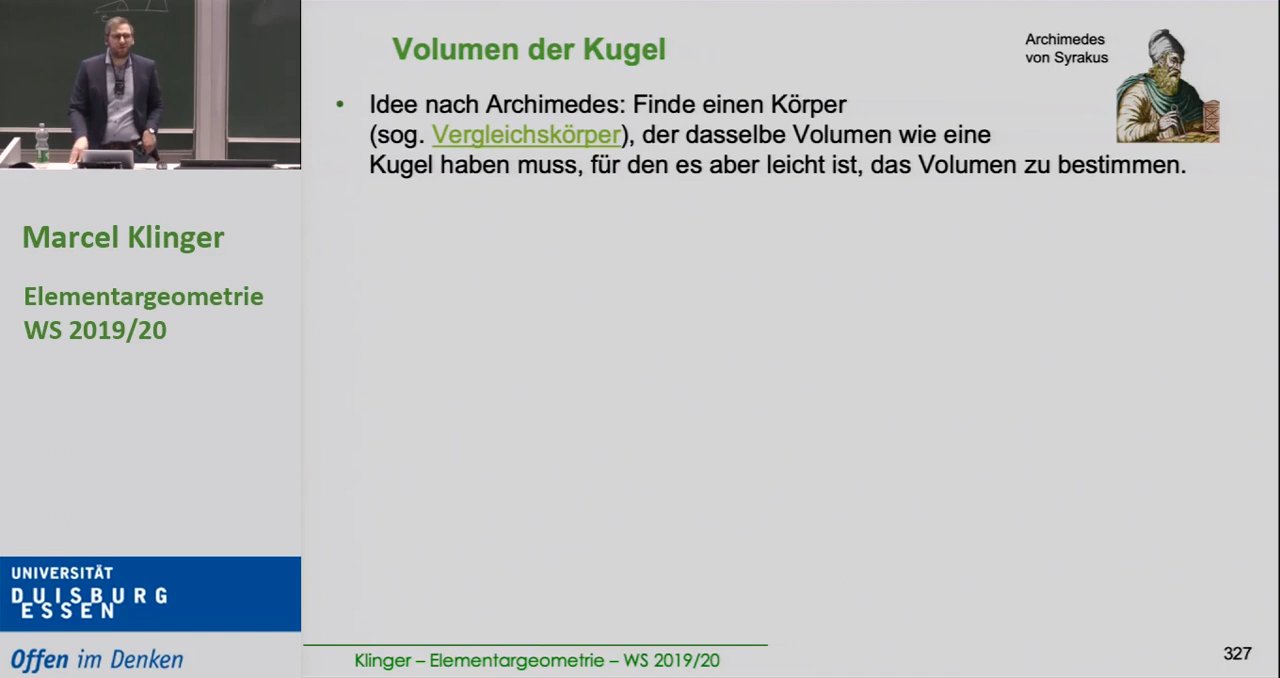 Marcel Klinger
Elementargeometrie
WS 2019/20
UNIVERSITÄT
DUISBURG
ESSEN
Offen im Denken
Volumen der Kugel
Archimedes
von Syrakus
• Idee nach Archimedes: Finde einen Körper
(sog. Vergleichskörper), der dasselbe Volumen wie eine
Kugel haben muss, für den es aber leicht ist, das Volumen zu bestimmen.
Klinger – Elementargeometrie – WS 2019/20
327